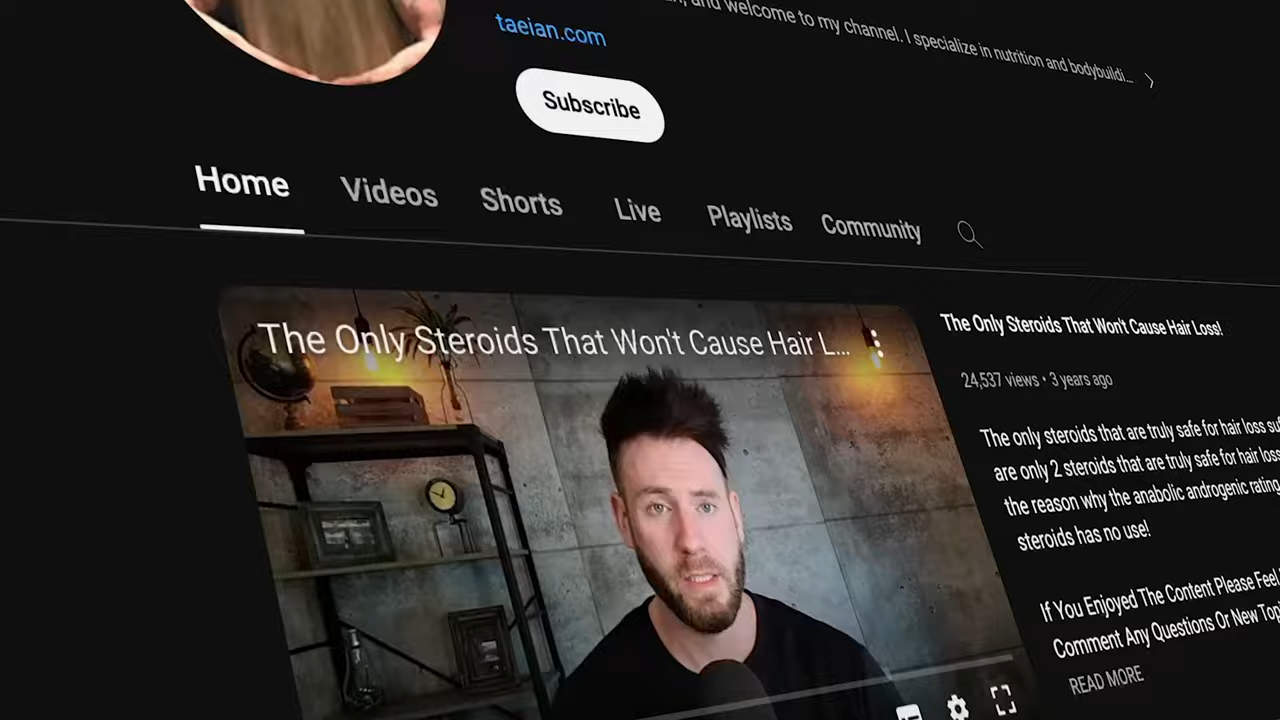 and welcome to my channel. I specialize in nutrition and bodybuildi...
taeian.com
Subscribe
Home
Videos
Shorts
Live
Playlists
Community
The Only Steroids That Won't Cause Hair L...
The Only Steroids That Won't Cause Hair Loss!
24,537 views • 3 years ago
The only steroids that are truly safe for hair loss
are only 2 steroids that are truly safe for hair loss
the reason why the anabolic androgenic rating
steroids has no use!
If You Enjoyed The Content Please Feel
Comment Any Questions Or New
READ MORE